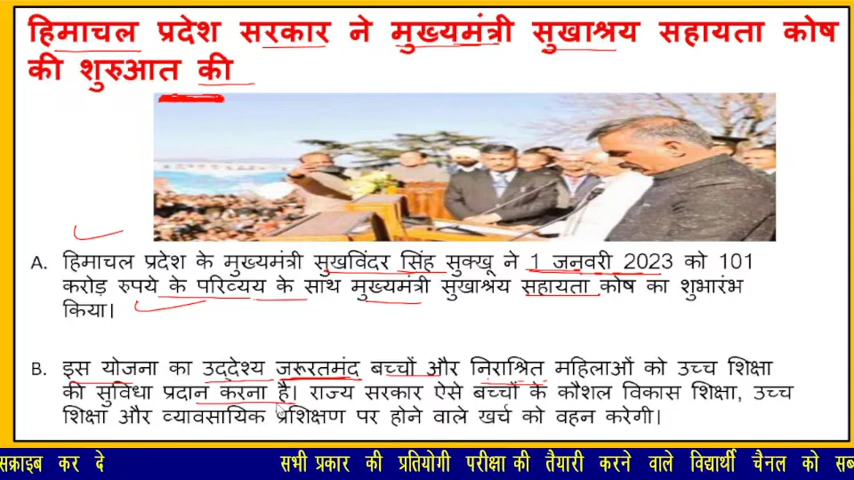 हिमाचल प्रदेश सरकार ने मुख्यमंत्री सुखाश्रय सहायता कोष
की शुरुआत की
A. हिमाचल प्रदेश के मुख्यमंत्री सुखविंदर सिंह सुक्खू ने 1 जनवरी 2023 को 101
करोड़ रुपये के परिव्यय के साथ मुख्यमंत्री सुखाश्रय सहायता कोष का शुभारंभ
किया।
B. इस योजना का उद्देश्य जरूरतमंद बच्चों और निराश्रित महिलाओं को उच्च शिक्षा
की सुविधा प्रदान करना है। राज्य सरकार ऐसे बच्चों के कौशल विकास शिक्षा, उच्च
शिक्षा और व्यावसायिक प्रशिक्षण पर होने वाले खर्च को वहन करेगी।
सक्राइब कर दे सभी प्रकार की प्रतियोगी परीक्षा की तैयारी करने वाले विद्यार्थी चैनल को सब